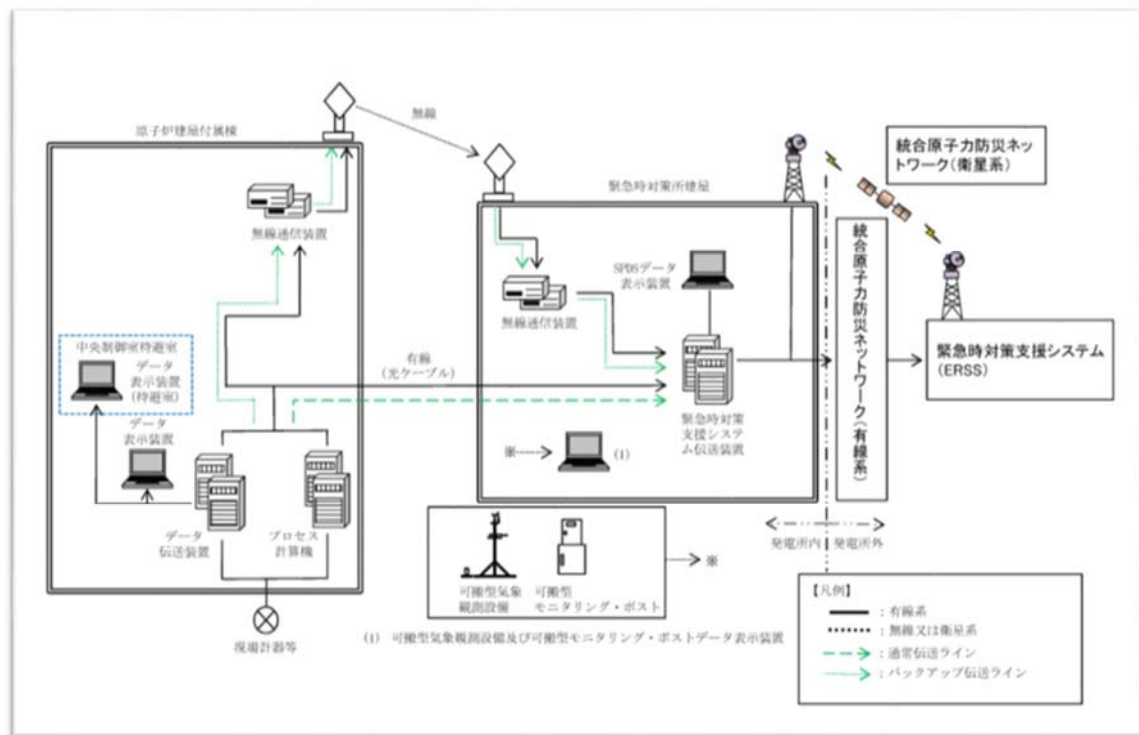 無線
原子炉建屋付属棟
無線通信装置
中央制御室待避室
データ
表示装置
(待避室)
データ
表示装置
データ
伝送装置
プロセス
計算機
現場計器等
有線
(光ケーブル)
緊急時対策所建屋
無線通信装置
SPDSデータ
表示装置
緊急時対策
支援システ
ム伝送装置
※
(1)
可搬型気象
観測設備
可搬型
モニタリング・ポスト
※
(1) 可搬型気象観測設備及び可搬型モニタリング・ポストデータ表示装置
統合原子力防災ネッ
トワーク(衛星系)
統合原子力防災ネットワーク(有線系)
緊急時対策支援システム
(ERSS)
発電所内
発電所外
【凡例】
:有線系
:無線又は衛星系
:通常伝送ライン
:バックアップ伝送ライン